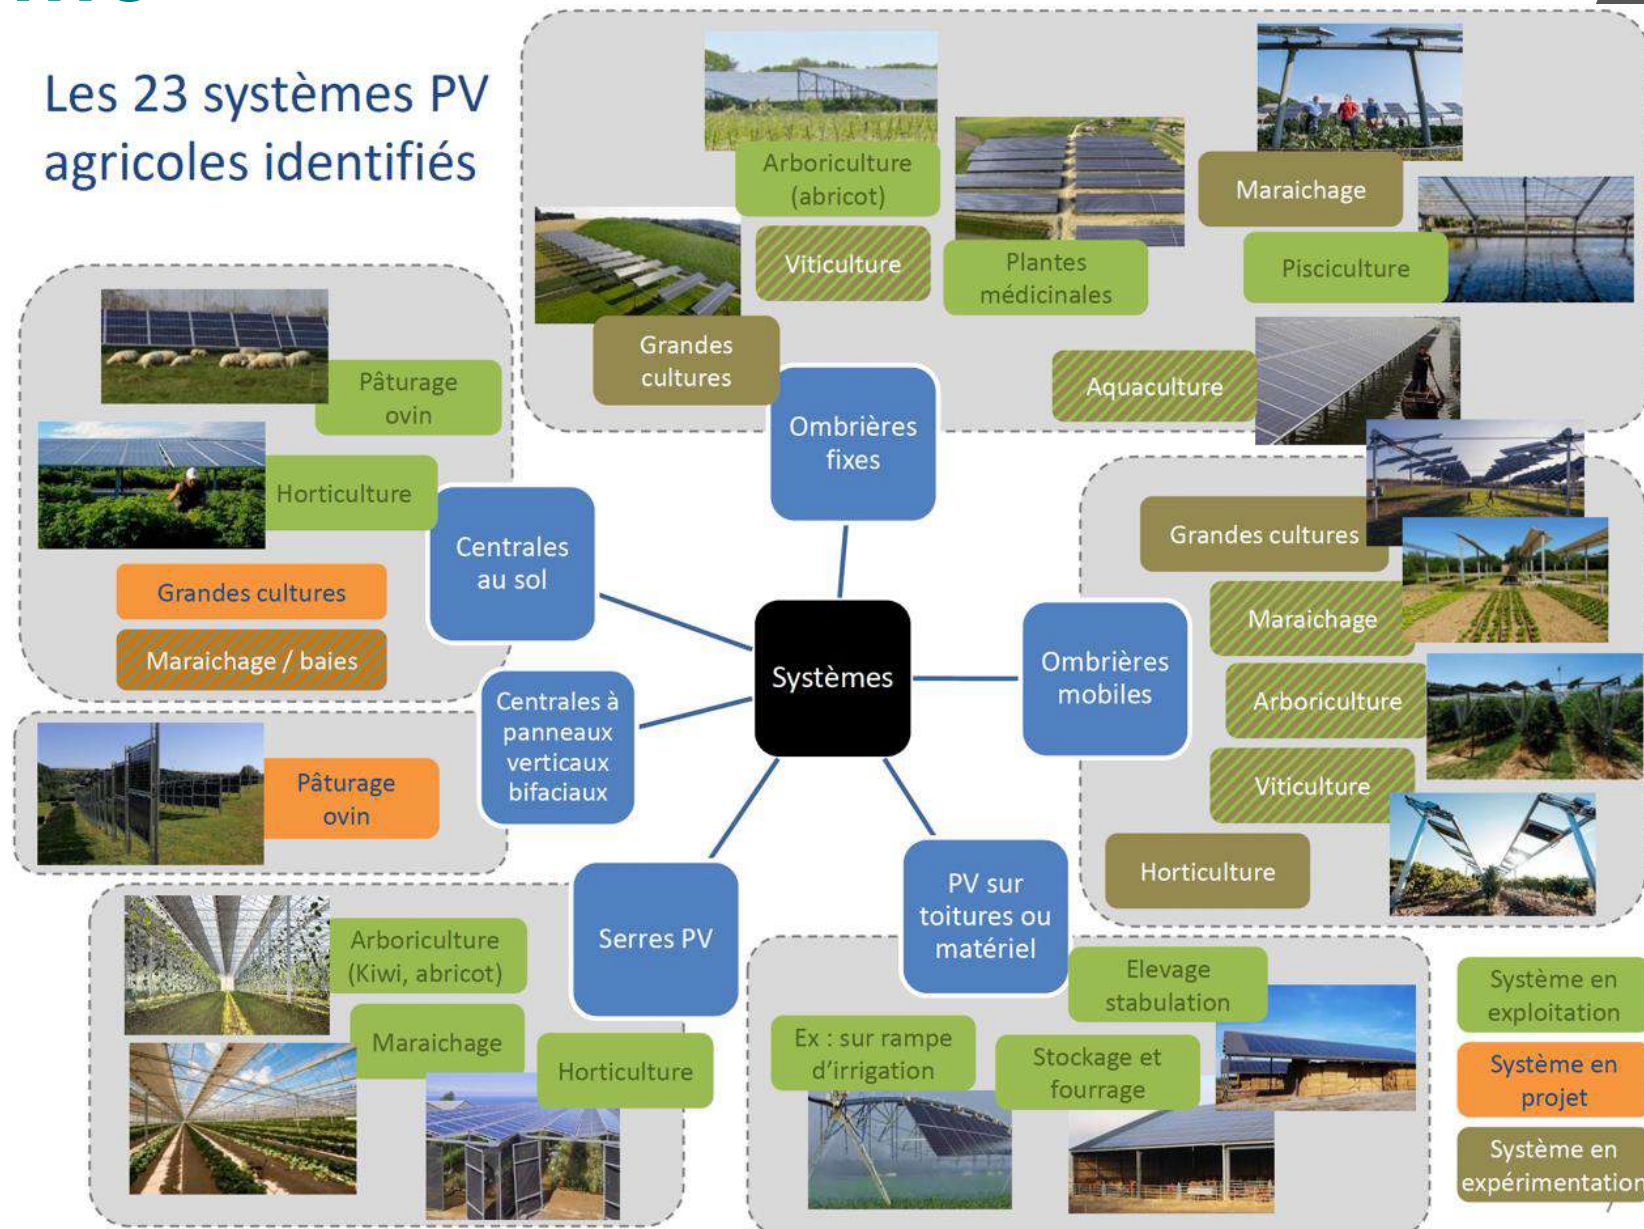 Les 23 systèmes PV
agricoles identifiés
Arboriculture
(abricot)
Viticulture
Plantes
médicinales
Maraichage
Pisciculture
Grandes
cultures
Aquaculture
Ombrières
fixes
Pâturage
ovin
Horticulture
Grandes cultures
Maraichage / baies
Centrales
au sol
Centrales à
panneaux
verticaux
bifaciaux
Pâturage
ovin
Systèmes
Ombrières
mobiles
Grandes cultures
Maraichage
Arboriculture
Viticulture
Horticulture
Serres PV
Arboriculture
(Kiwi, abricot)
Maraichage
Horticulture
PV sur
toitures ou
matériel
Elevage
stabulation
Ex : sur rampe
d'irrigation
Stockage et
fourrage
Système en
exploitation
Système en
projet
Système en
expérimentation